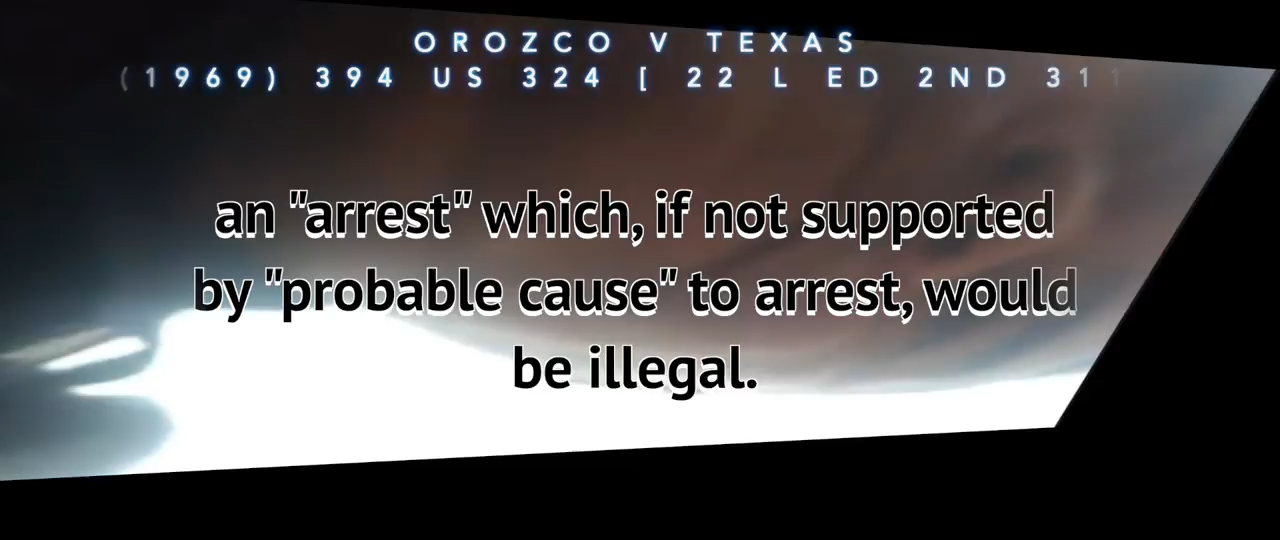 OROZCO V TEXAS
(1969) 394 US 324 [ 22 L ED 2ND 311
an "arrest" which, if not supported
by "probable cause" to arrest, would
be illegal.